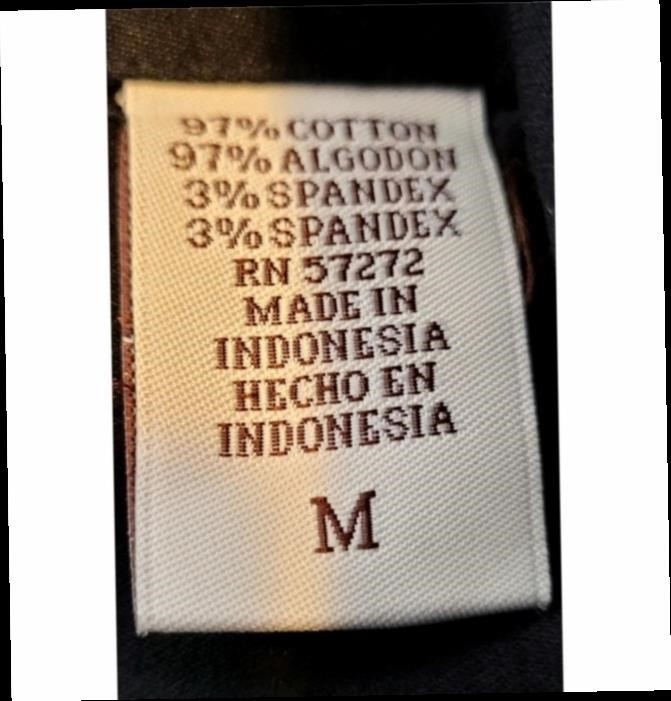 97% COTTON
97% ALGODON
3% SPANDEX
3% SPANDEX
RN 57272
MADE IN
INDONESIA
HECHO EN
INDONESIA
M